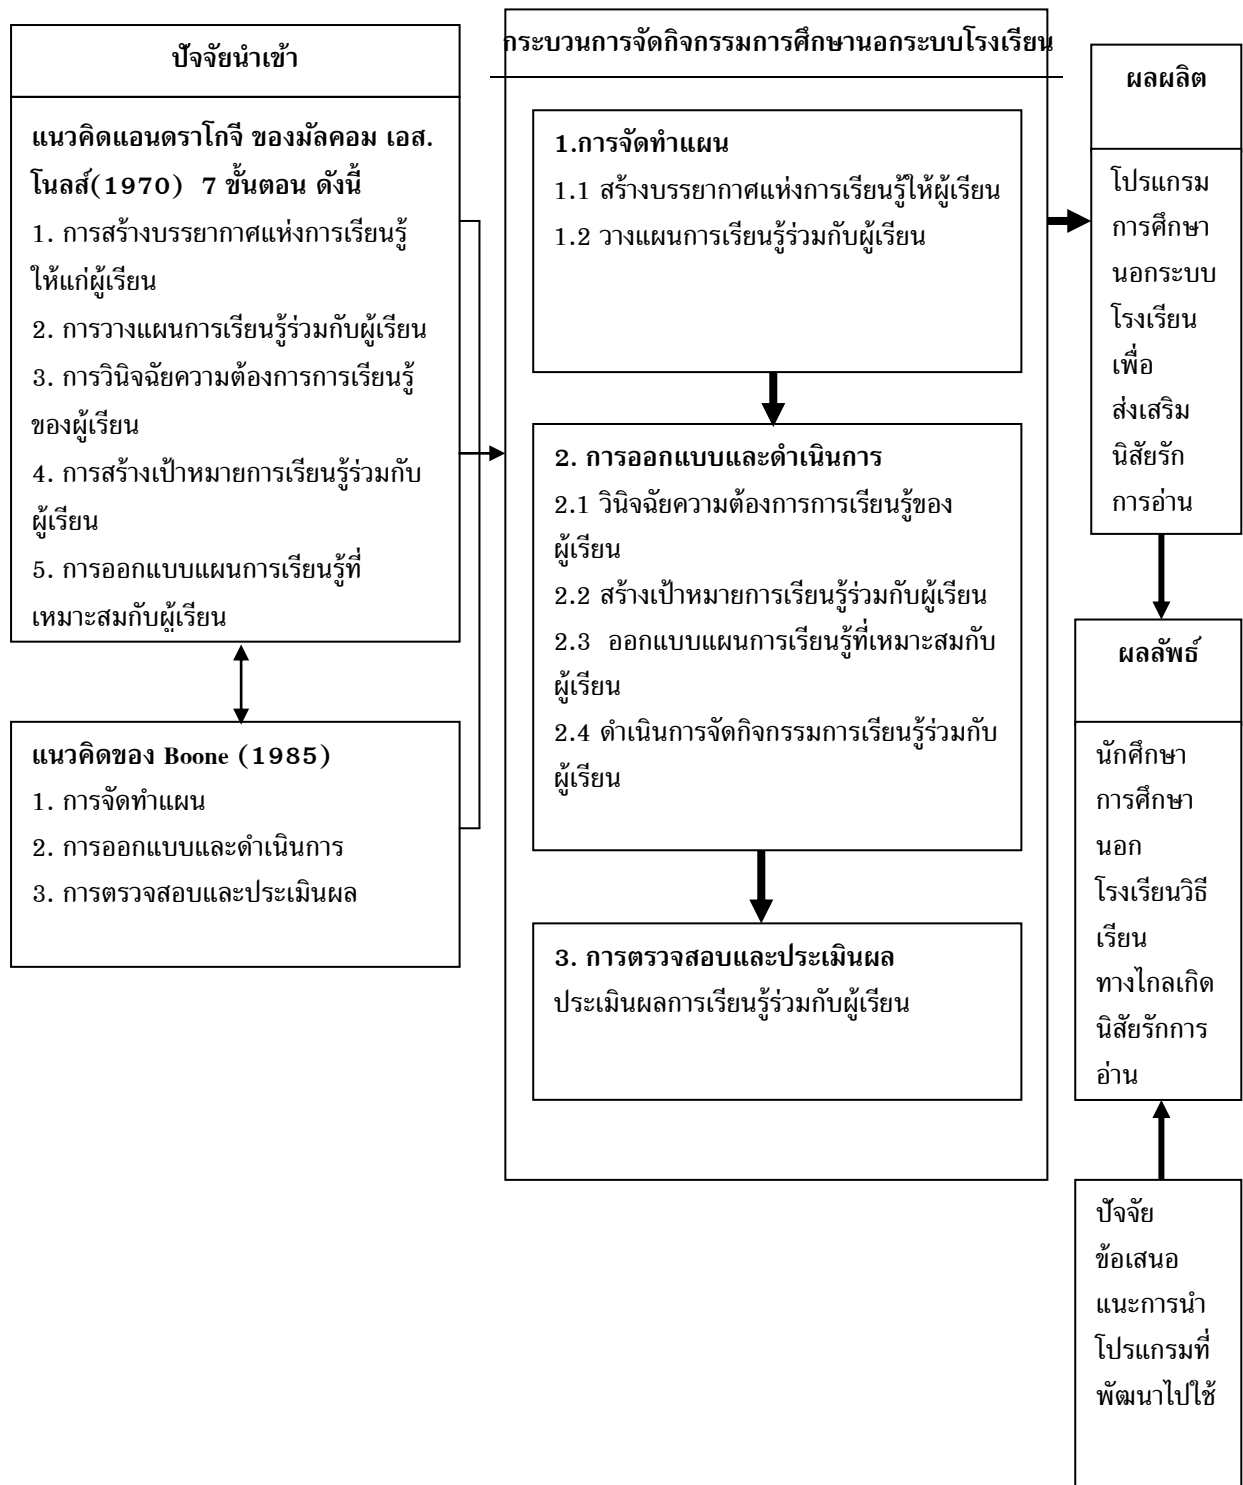 ปัจจัยนำเข้า
แนวคิดแอนดราโกจี ของมัลคอม เอส.
โนลส์(1970)  7 ขั้นตอน ดังนี้
1. การสร้างบรรยากาศแห่งการเรียนรู้
ให้แก่ผู้เรียน
2. การวางแผนการเรียนรู้ร่วมกับผู้เรียน
3. การวินิจฉัยความต้องการการเรียนรู้
ของผู้เรียน
4. การสร้างเป้าหมายการเรียนรู้ร่วมกับ
ผู้เรียน
5. การออกแบบแผนการเรียนรู้ที่
เหมาะสมกับผู้เรียน
แนวคิดของ Boone (1985)
1. การจัดทำแผน
2. การออกแบบและดำเนินการ
3. การตรวจสอบและประเมินผล
กระบวนการจัดกิจกรรมการศึกษานอกระบบโรงเรียน
1.การจัดทำแผน
1.1 สร้างบรรยากาศแห่งการเรียนรู้ให้ผู้เรียน
1.2 วางแผนการเรียนรู้ร่วมกับผู้เรียน
2. การออกแบบและดำเนินการ
2.1 วินิจฉัยความต้องการการเรียนรู้ของ
ผู้เรียน
2.2 สร้างเป้าหมายการเรียนรู้ร่วมกับผู้เรียน
2.3  ออกแบบแผนการเรียนรู้ที่เหมาะสมกับ
ผู้เรียน
2.4 ดำเนินการจัดกิจกรรมการเรียนรู้ร่วมกับ
ผู้เรียน
3. การตรวจสอบและประเมินผล
ประเมินผลการเรียนรู้ร่วมกับผู้เรียน
ผลผลิต
โปรแกรม
การศึกษา
นอกระบบ
โรงเรียน
เพื่อ
ส่งเสริม
นิสัยรัก
การอ่าน
ผลลัพธ์
นักศึกษา
การศึกษา
นอก
โรงเรียนวิธี
เรียน
ทางไกลเกิด
นิสัยรักการ
อ่าน
ปัจจัย
ข้อเสนอ
แนะการนำ
โปรแกรมที่
พัฒนาไปใช้